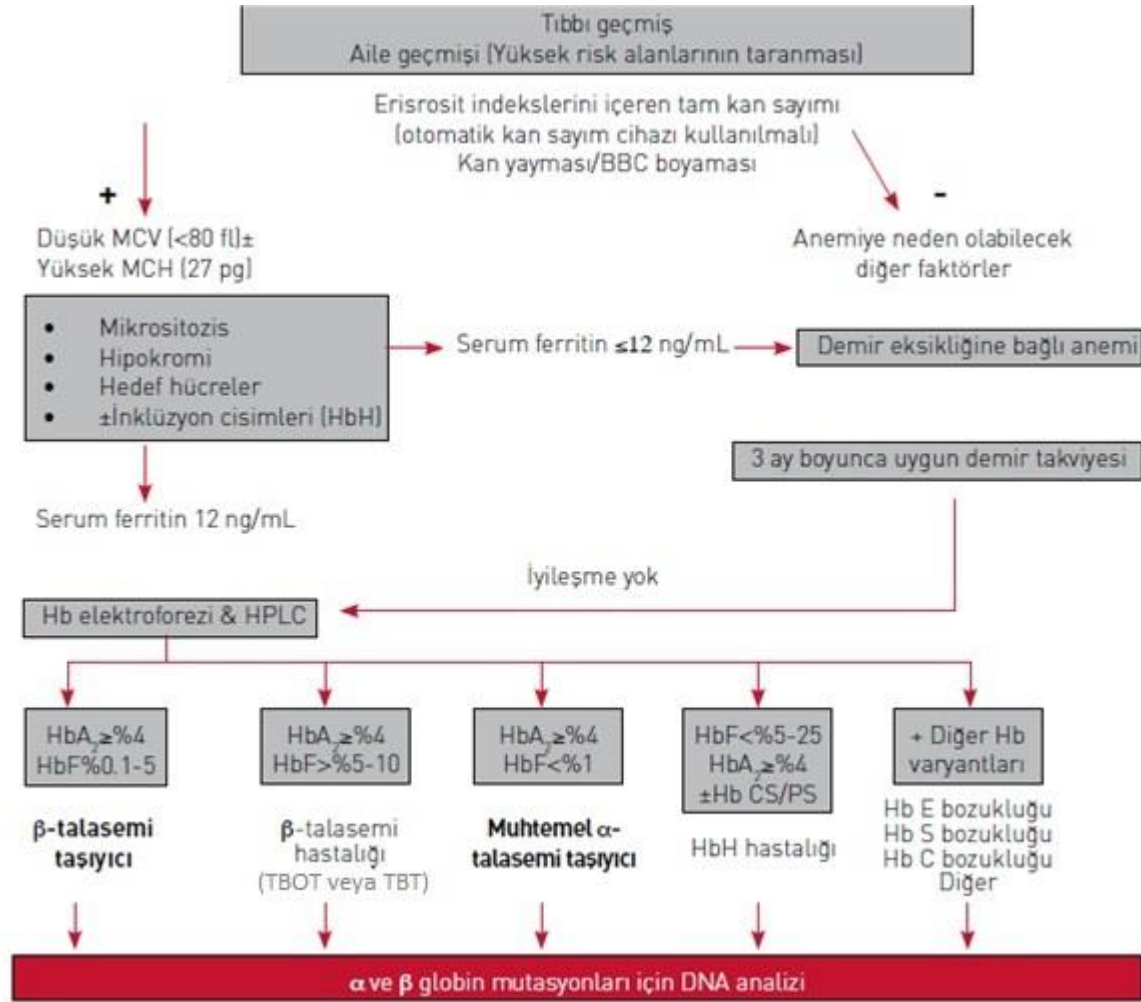 Tıbbı geçmiş
Aile geçmişi (Yüksek risk alanlarının taranması)
Erisrosit indekslerini içeren tam kan sayımı
(otomatik kan sayım cihazı kullanılmalı)
Kan yayması/BBC boyaması
+
-
Düşük MCV (<80 fl)±
Yüksek MCH (27 pg)
Anemiye neden olabilecek
diğer faktörler
• Mikrositozis
• Hipokromi
• Hedef hücreler
• ±İnklüzyon cisimleri (HbH)
Serum ferritin ≤12 ng/mL
Demir eksikliğine bağlı anemi
3 ay boyunca uygun demir takviyesi
Serum ferritin 12 ng/mL
İyileşme yok
Hb elektroforezi & HPLC
HbA₂≥%4
HbF%0.1-5
β-talasemi
taşıyıcı
HbA₂≥%4
HbF>%5-10
β-talasemi
hastalığı
(TBOT veya TBT)
HbA₂≥%4
HbF<%1
Muhtemel α-
talasemi taşıyıcı
HbF<%5-25
HbA₂≥%4
±Hb CS/PS
HbH hastalığı
+ Diğer Hb
varyantları
Hb E bozukluğu
Hb S bozukluğu
Hb C bozukluğu
Diğer
α ve β globin mutasyonları için DNA analizi